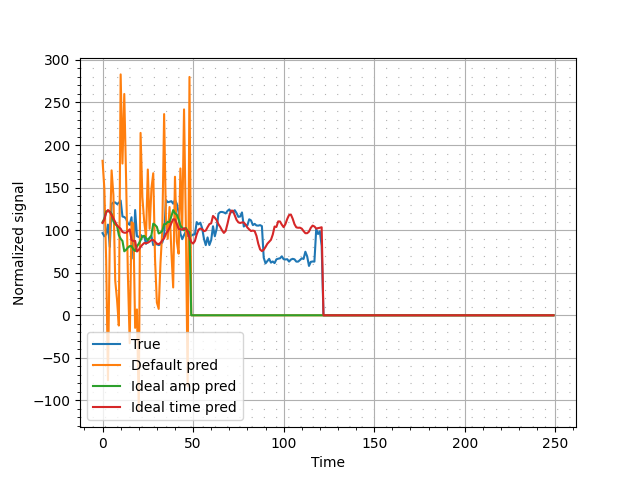 300
250
200
150
100
50
0
−50
−100
Normalized signal
True
Default pred
Ideal amp pred
Ideal time pred
0 50 100 150 200 250
Time